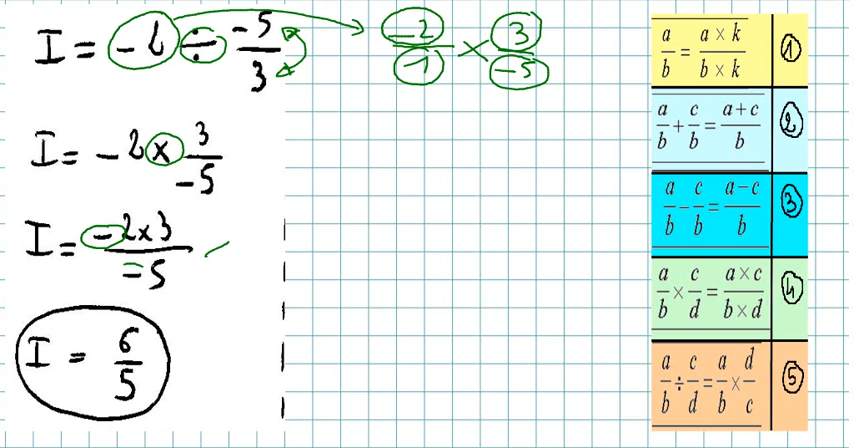 I = -2 ÷ -5/3
-2/-1 × 3/-5
I = -2 × 3/-5
I = -2×3/-5
I = 6/5
a/b = a×k/b×k ①
a/b + c/b = a+c/b ②
a/b - c/b = a-c/b ③
a/b × c/d = a×c/b×d ④
a/b ÷ c/d = a/b × d/c ⑤